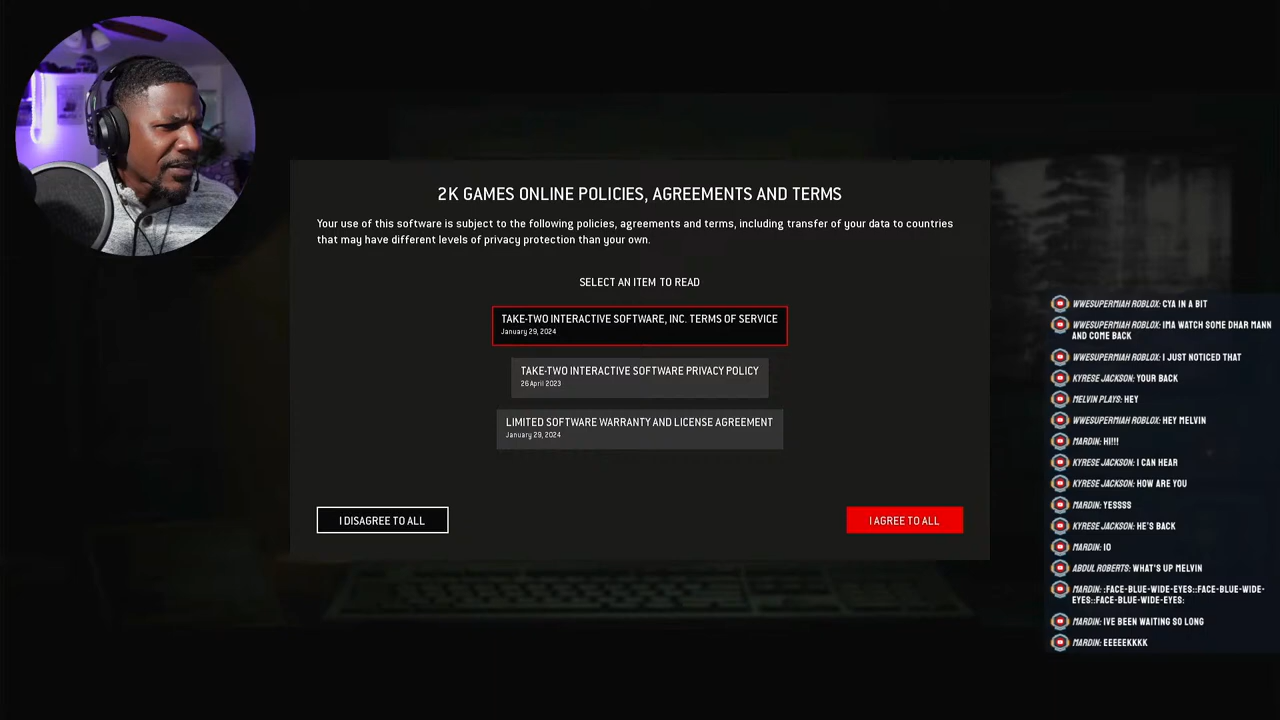 2K GAMES ONLINE POLICIES, AGREEMENTS AND TERMS
Your use of this software is subject to the following policies, agreements and terms, including transfer of your data to countries
that may have different levels of privacy protection than your own.
SELECT AN ITEM TO READ
TAKE-TWO INTERACTIVE SOFTWARE, INC. TERMS OF SERVICE
January 29, 2024
TAKE-TWO INTERACTIVE SOFTWARE PRIVACY POLICY
26 April 2023
LIMITED SOFTWARE WARRANTY AND LICENSE AGREEMENT
January 29, 2024
I DISAGREE TO ALL
I AGREE TO ALL
WWESUPERMIAH ROBLOX: CYA IN A BIT
WWESUPERMIAH ROBLOX: IMA WATCH SOME DHAR MANN
AND COME BACK
WWESUPERMIAH ROBLOX: I JUST NOTICED THAT
KYRESE JACKSON: YOUR BACK
MELVIN PLAYS: HEY
WWESUPERMIAH ROBLOX: HEY MELVIN
MARDIN: HI!!!
KYRESE JACKSON: I CAN HEAR
KYRESE JACKSON: HOW ARE YOU
MARDIN: YESSSS
KYRESE JACKSON: HE'S BACK
MARDIN: IO
ABDUL ROBERTS: WHAT'S UP MELVIN
MARDIN: :FACE-BLUE-WIDE-EYES::FACE-BLUE-WIDE-
EYES::FACE-BLUE-WIDE-EYES:
MARDIN: IVE BEEN WAITING SO LONG
MARDIN: EEEEEKKKK